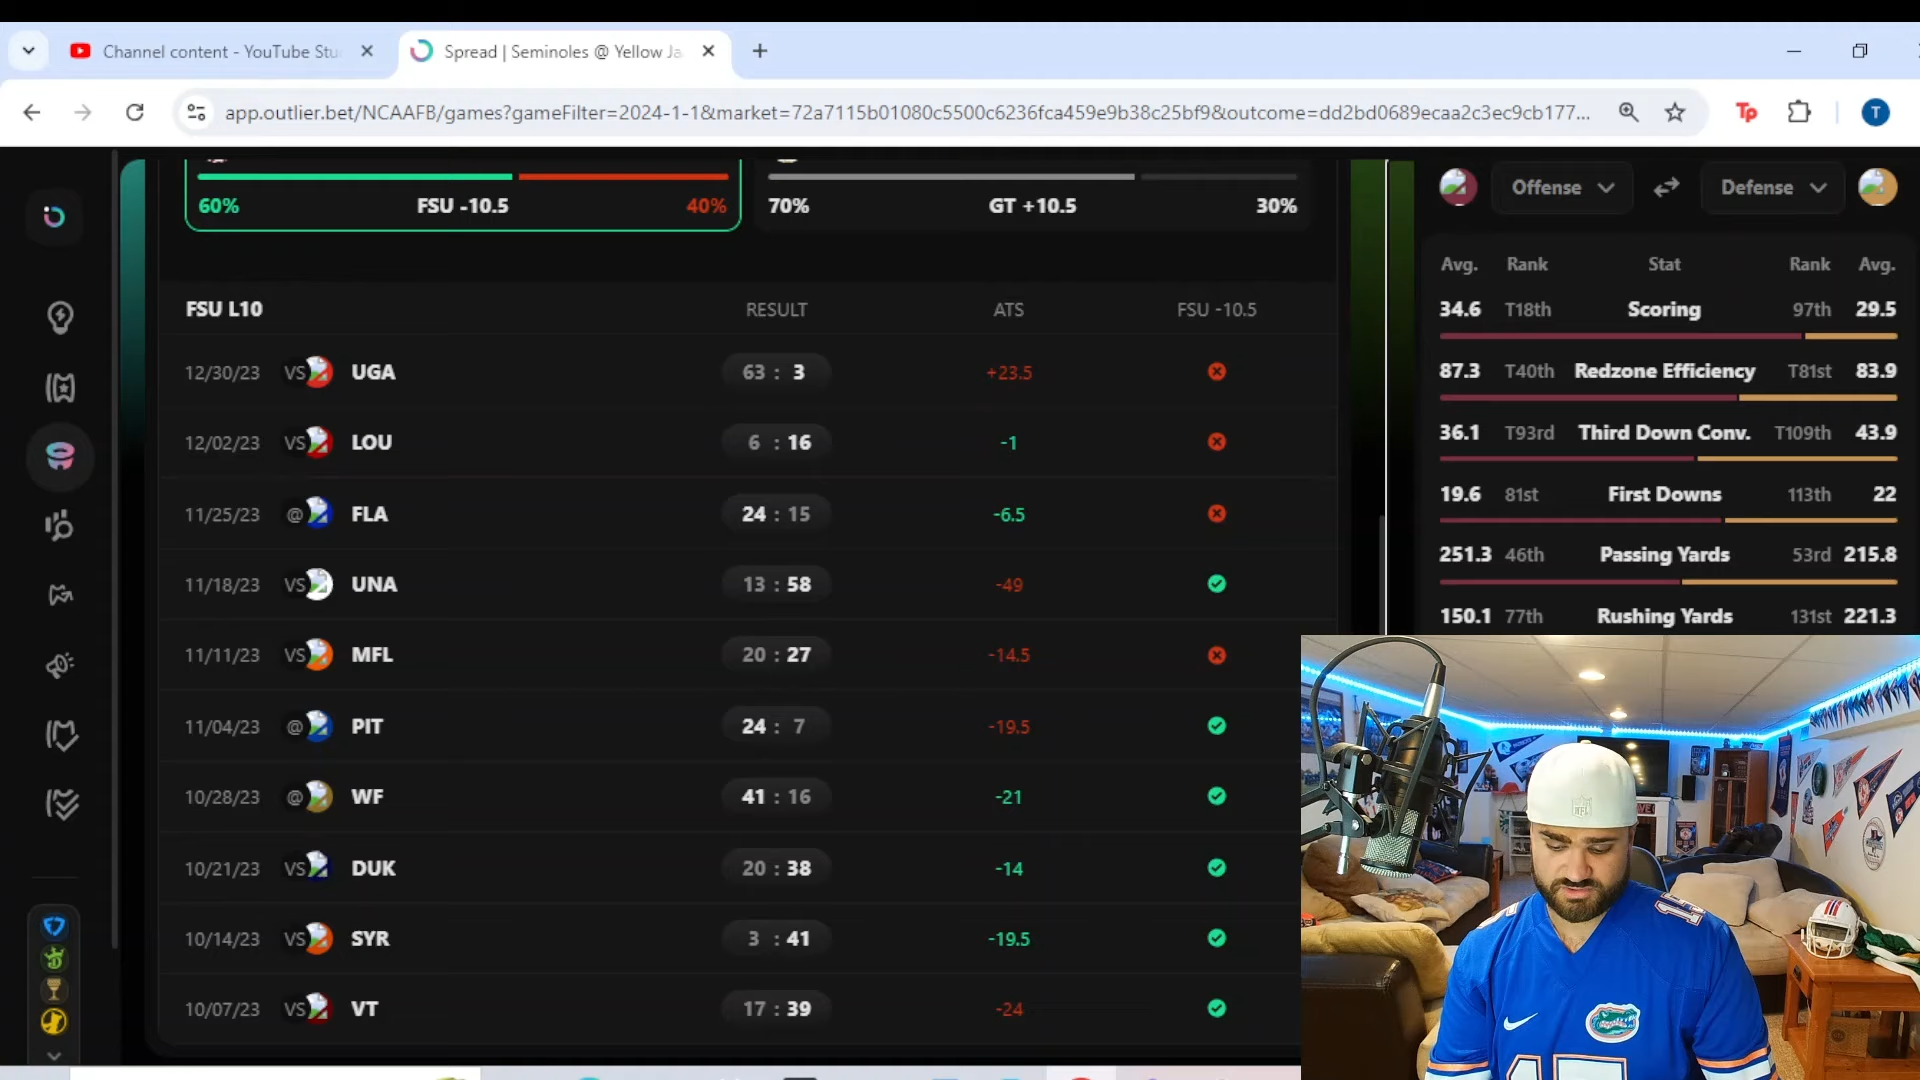 Channel content - YouTube Stu
Spread | Seminoles @ Yellow Ja
app.outlier.bet/NCAAFB/games?gameFilter=2024-1-1&market=72a7115b01080c5500c6236fca459e9b38c25bf9&outcome=dd2bd0689ecaa2c3ec9cb177...
Tp
T
60% FSU -10.5 40%
70% GT +10.5 30%
FSU L10 RESULT ATS FSU -10.5
12/30/23 VS UGA 63 : 3 +23.5
12/02/23 VS LOU 6 : 16 -1
11/25/23 @ FLA 24 : 15 -6.5
11/18/23 VS UNA 13 : 58 -49
11/11/23 VS MFL 20 : 27 -14.5
11/04/23 @ PIT 24 : 7 -19.5
10/28/23 @ WF 41 : 16 -21
10/21/23 VS DUK 20 : 38 -14
10/14/23 VS SYR 3 : 41 -19.5
10/07/23 VS VT 17 : 39 -24
Offense Defense
Avg. Rank Stat Rank Avg.
34.6 T18th Scoring 97th 29.5
87.3 T40th Redzone Efficiency T81st 83.9
36.1 T93rd Third Down Conv. T109th 43.9
19.6 81st First Downs 113th 22
251.3 46th Passing Yards 53rd 215.8
150.1 77th Rushing Yards 131st 221.3